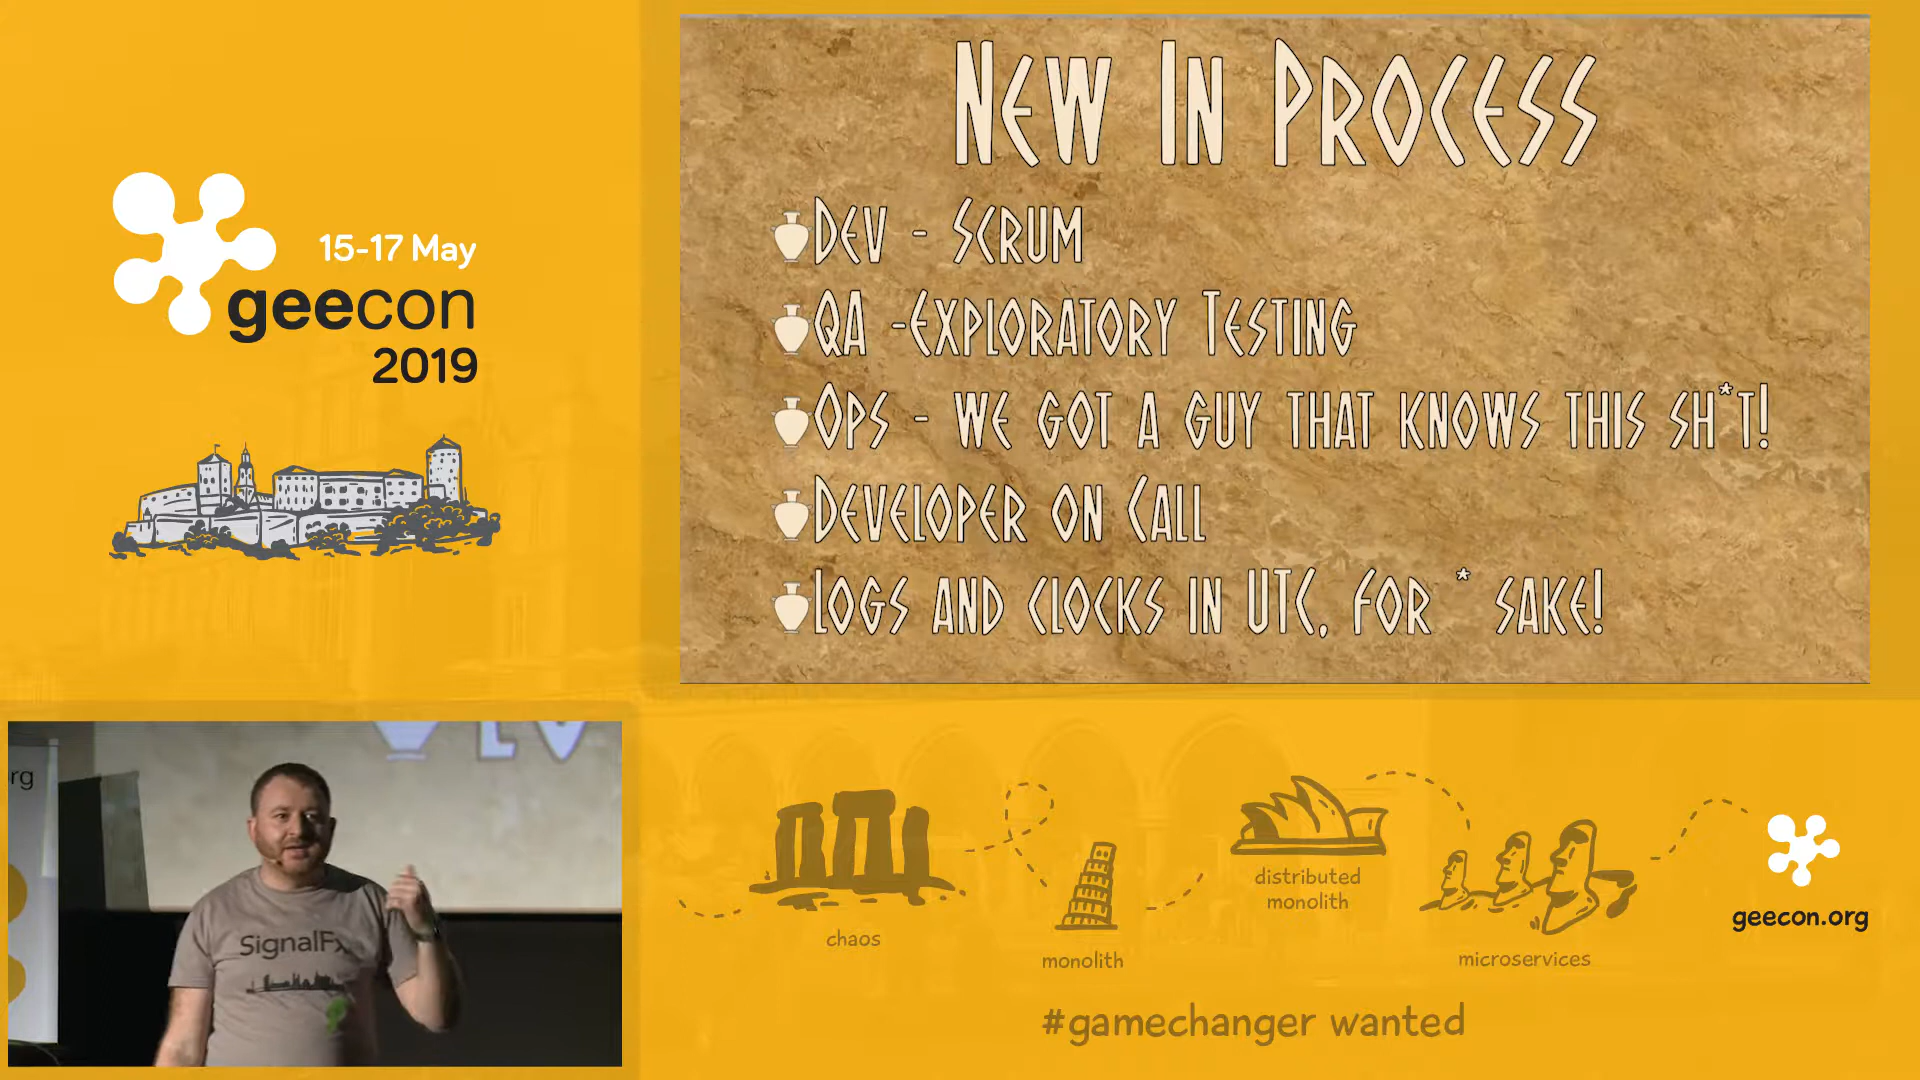 15-17 May
geecon
2019
New In Process
Dev - Scrum
QA -Exploratory Testing
Ops - we got a guy that knows this sh*t!
Developer on Call
Logs and clocks in UTC, for * sake!
rg
SignalFx
chaos
monolith
distributed
monolith
microservices
geecon.org
#gamechanger wanted